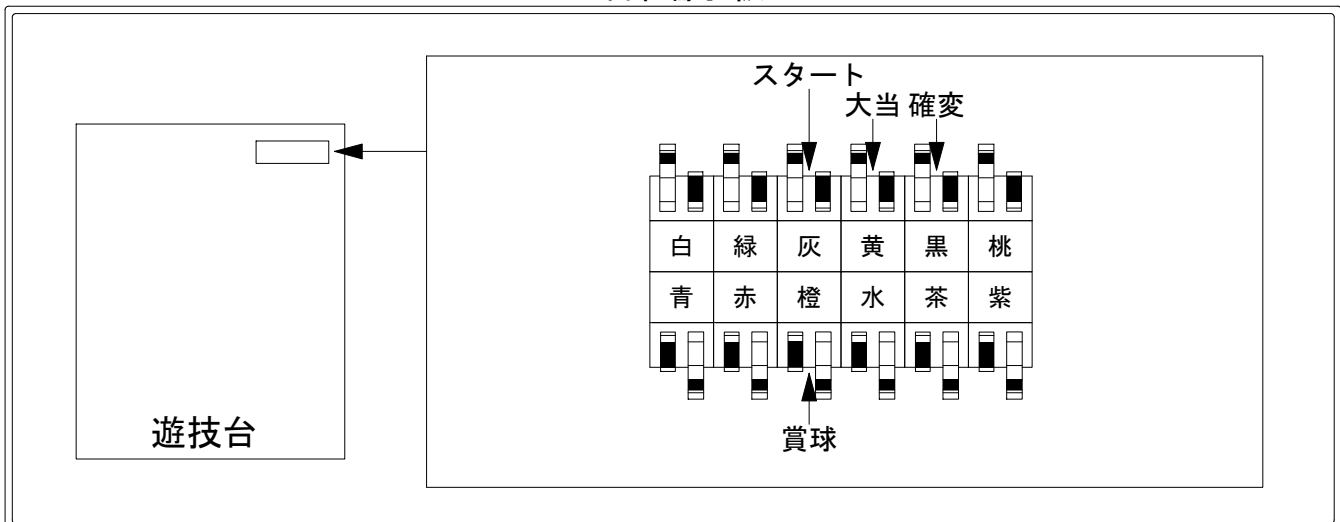 スタート
大当 確変
白 緑 灰 黄 黒 桃
青 赤 橙 水 茶 紫
賞球
遊技台